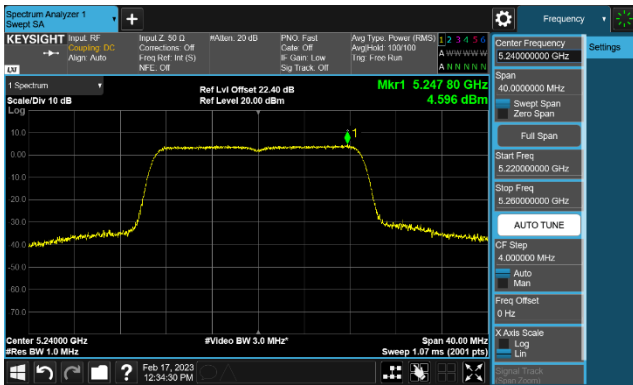 Spectrum Analyzer 1
Swept SA
Frequency
KEYSIGHT
Input: RF
Coupling: DC
Align: Auto
Input Z: 50 Ω
Corrections: Off
Freq Ref: Int (S)
NFE: Off
#Atten: 20 dB
PNO: Fast
Gate: Off
IF Gain: Low
Sig Track: Off
Avg Type: Power (RMS)
Avg|Hold: 100/100
Trig: Free Run
1 2 3 4 5 6
A W W W W W
A N N N N N
LXI
Center Frequency
5.240000000 GHz
Settings
Span
40.0000000 MHz
Swept Span
Zero Span
Full Span
Start Freq
5.220000000 GHz
Stop Freq
5.260000000 GHz
AUTO TUNE
CF Step
4.000000 MHz
Auto
Man
Freq Offset
0 Hz
X Axis Scale
Log
Lin
Signal Track
(Span Zoom)
1 Spectrum
Scale/Div 10 dB
Log
Ref Lvl Offset 22.40 dB
Ref Level 20.00 dBm
Mkr1 5.247 80 GHz
4.596 dBm
1
10.0
0.00
-10.0
-20.0
-30.0
-40.0
-50.0
-60.0
-70.0
Center 5.24000 GHz
#Res BW 1.0 MHz
#Video BW 3.0 MHz*
Span 40.00 MHz
Sweep 1.07 ms (2001 pts)
Feb 17, 2023
12:34:30 PM